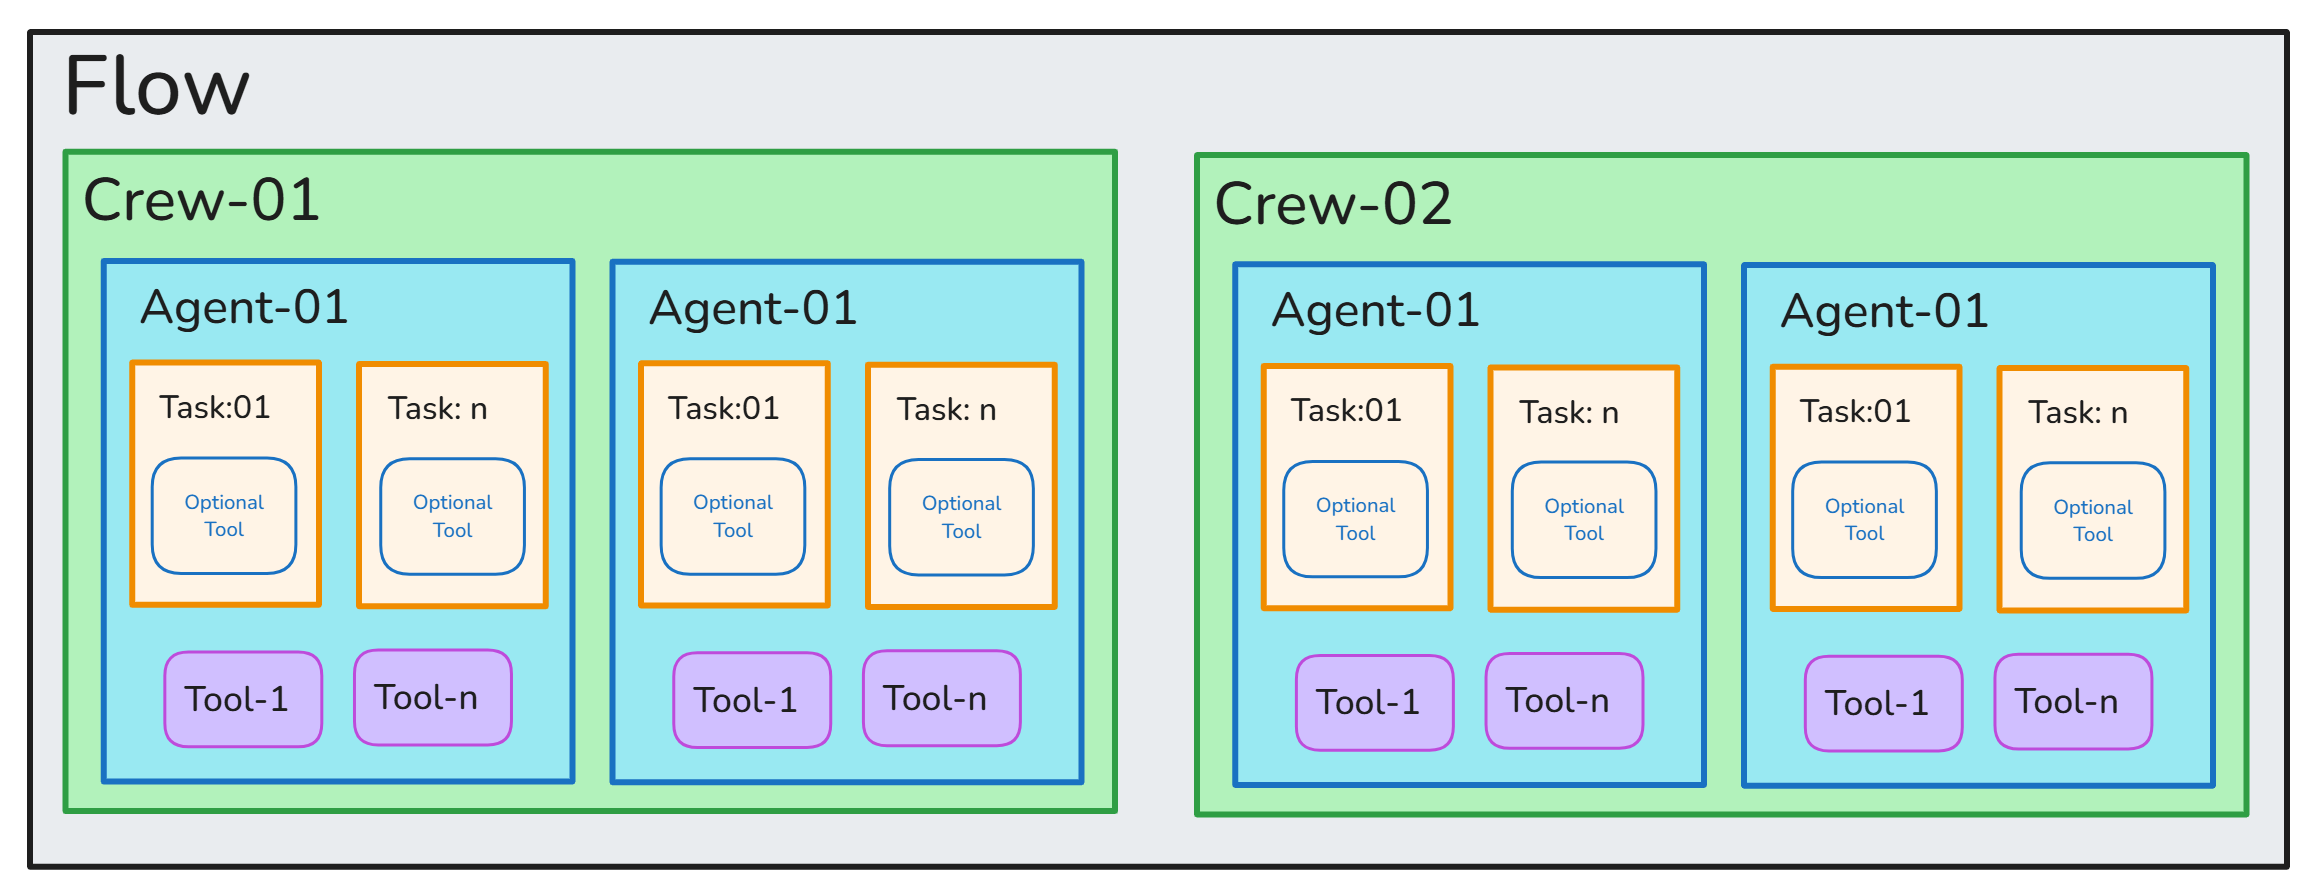 Flow
Crew-01
Agent-01
Task:01
Optional
Tool
Task: n
Optional
Tool
Tool-1
Tool-n
Agent-01
Task:01
Optional
Tool
Task: n
Optional
Tool
Tool-1
Tool-n
Crew-02
Agent-01
Task:01
Optional
Tool
Task: n
Optional
Tool
Tool-1
Tool-n
Agent-01
Task:01
Optional
Tool
Task: n
Optional
Tool
Tool-1
Tool-n